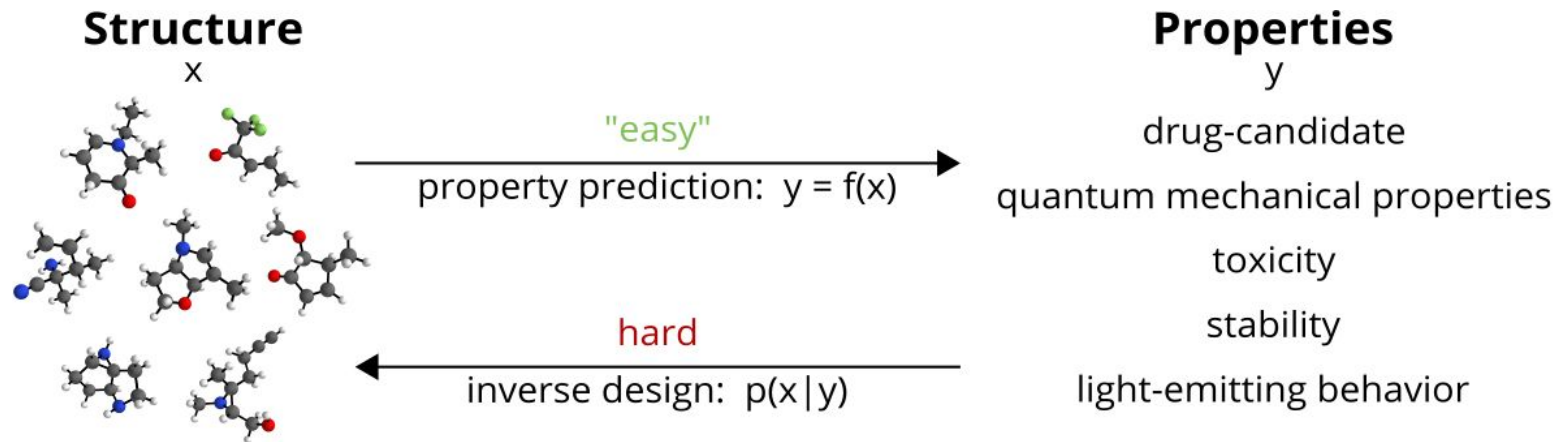 Structure
x
"easy"
property prediction: y = f(x)
hard
inverse design: p(x|y)
Properties
y
drug-candidate
quantum mechanical properties
toxicity
stability
light-emitting behavior